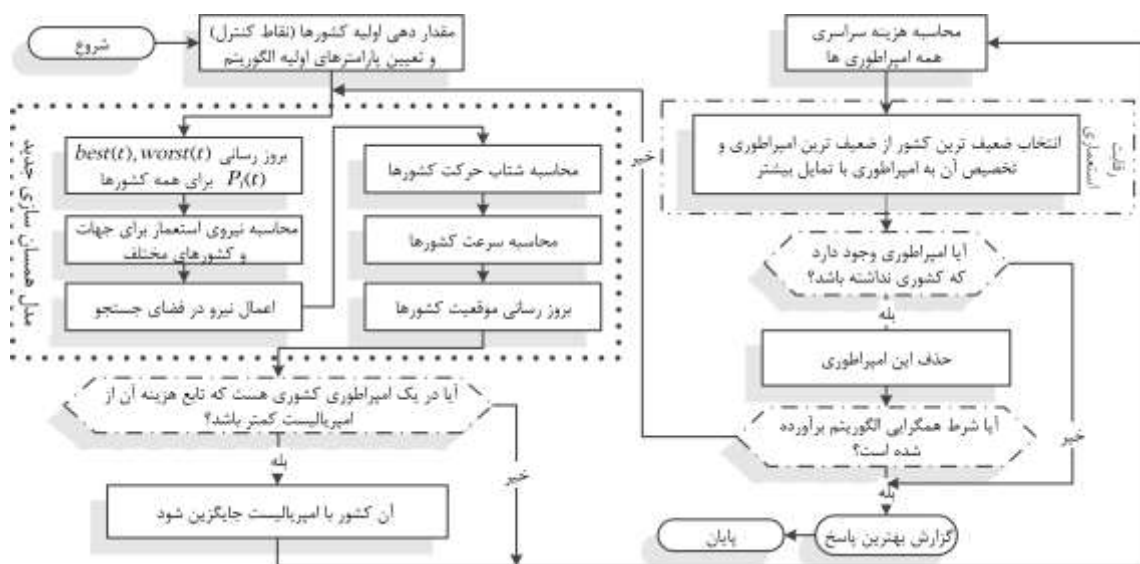 شروع
مقدار دهی اولیه کشورها (نقاط کنترل)
و تعیین پارامترهای اولیه الگوریتم
مدل همسان سازی جدید
بروز رسانی best(t), worst(t)
P_i(t) برای همه کشورها
محاسبه نیروی استعمار برای جهات
و کشورهای مختلف
اعمال نیرو در فضای جستجو
محاسبه شتاب حرکت کشورها
محاسبه سرعت کشورها
بروز رسانی موقعیت کشورها
آیا در یک امپراطوری کشوری هست که تابع هزینه آن از
امپریالیست کمتر باشد؟
بله
خیر
آن کشور با امپریالیست جایگزین شود
محاسبه هزینه سراسری
همه امپراطوری ها
رقابت
استعماری
انتخاب ضعیف ترین کشور از ضعیف ترین امپراطوری و
تخصیص آن به امپراطوری با تمایل بیشتر
آیا امپراطوری وجود دارد
که کشوری نداشته باشد؟
بله
خیر
حذف این امپراطوری
آیا شرط همگرایی الگوریتم برآورده
شده است؟
خیر
بله
گزارش بهترین پاسخ
پایان